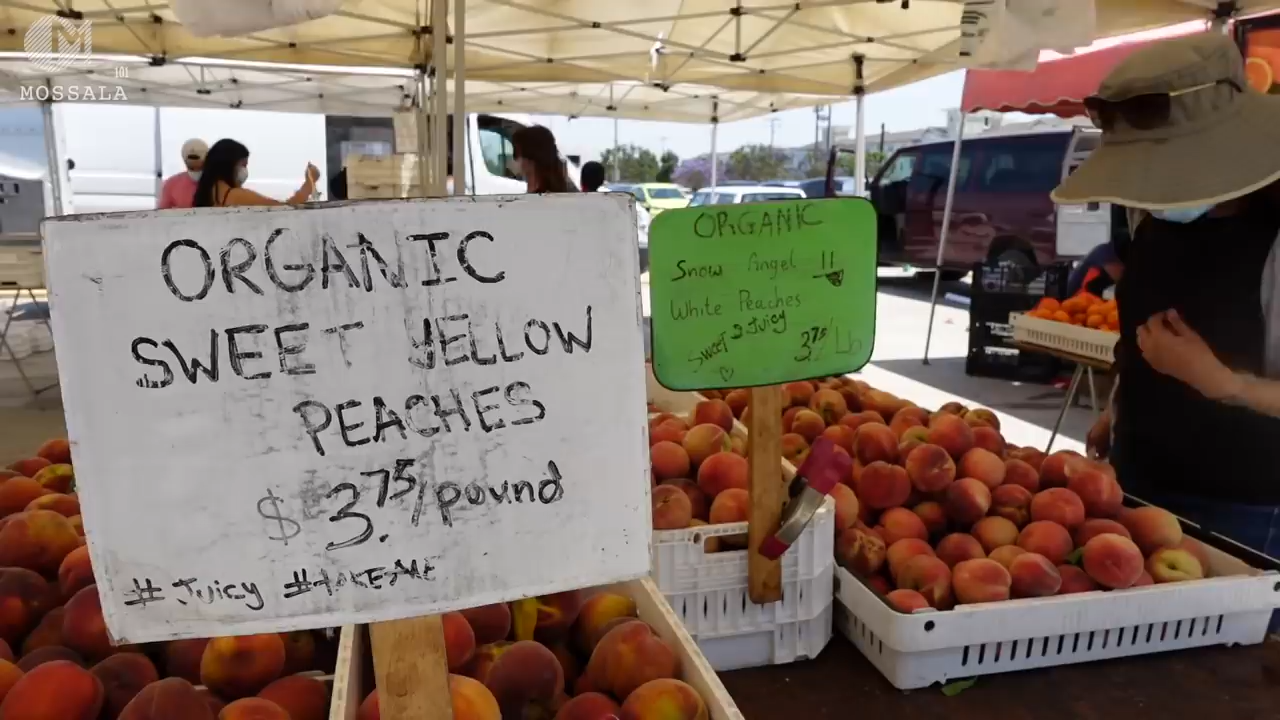 M
101
MOSSALA
ORGANIC
SWEET YELLOW
PEACHES
$3.75/pound
#Juicy #TAKEME
ORGANIC
Snow Angel !!
White Peaches
Sweet & Juicy
3.75/Lb